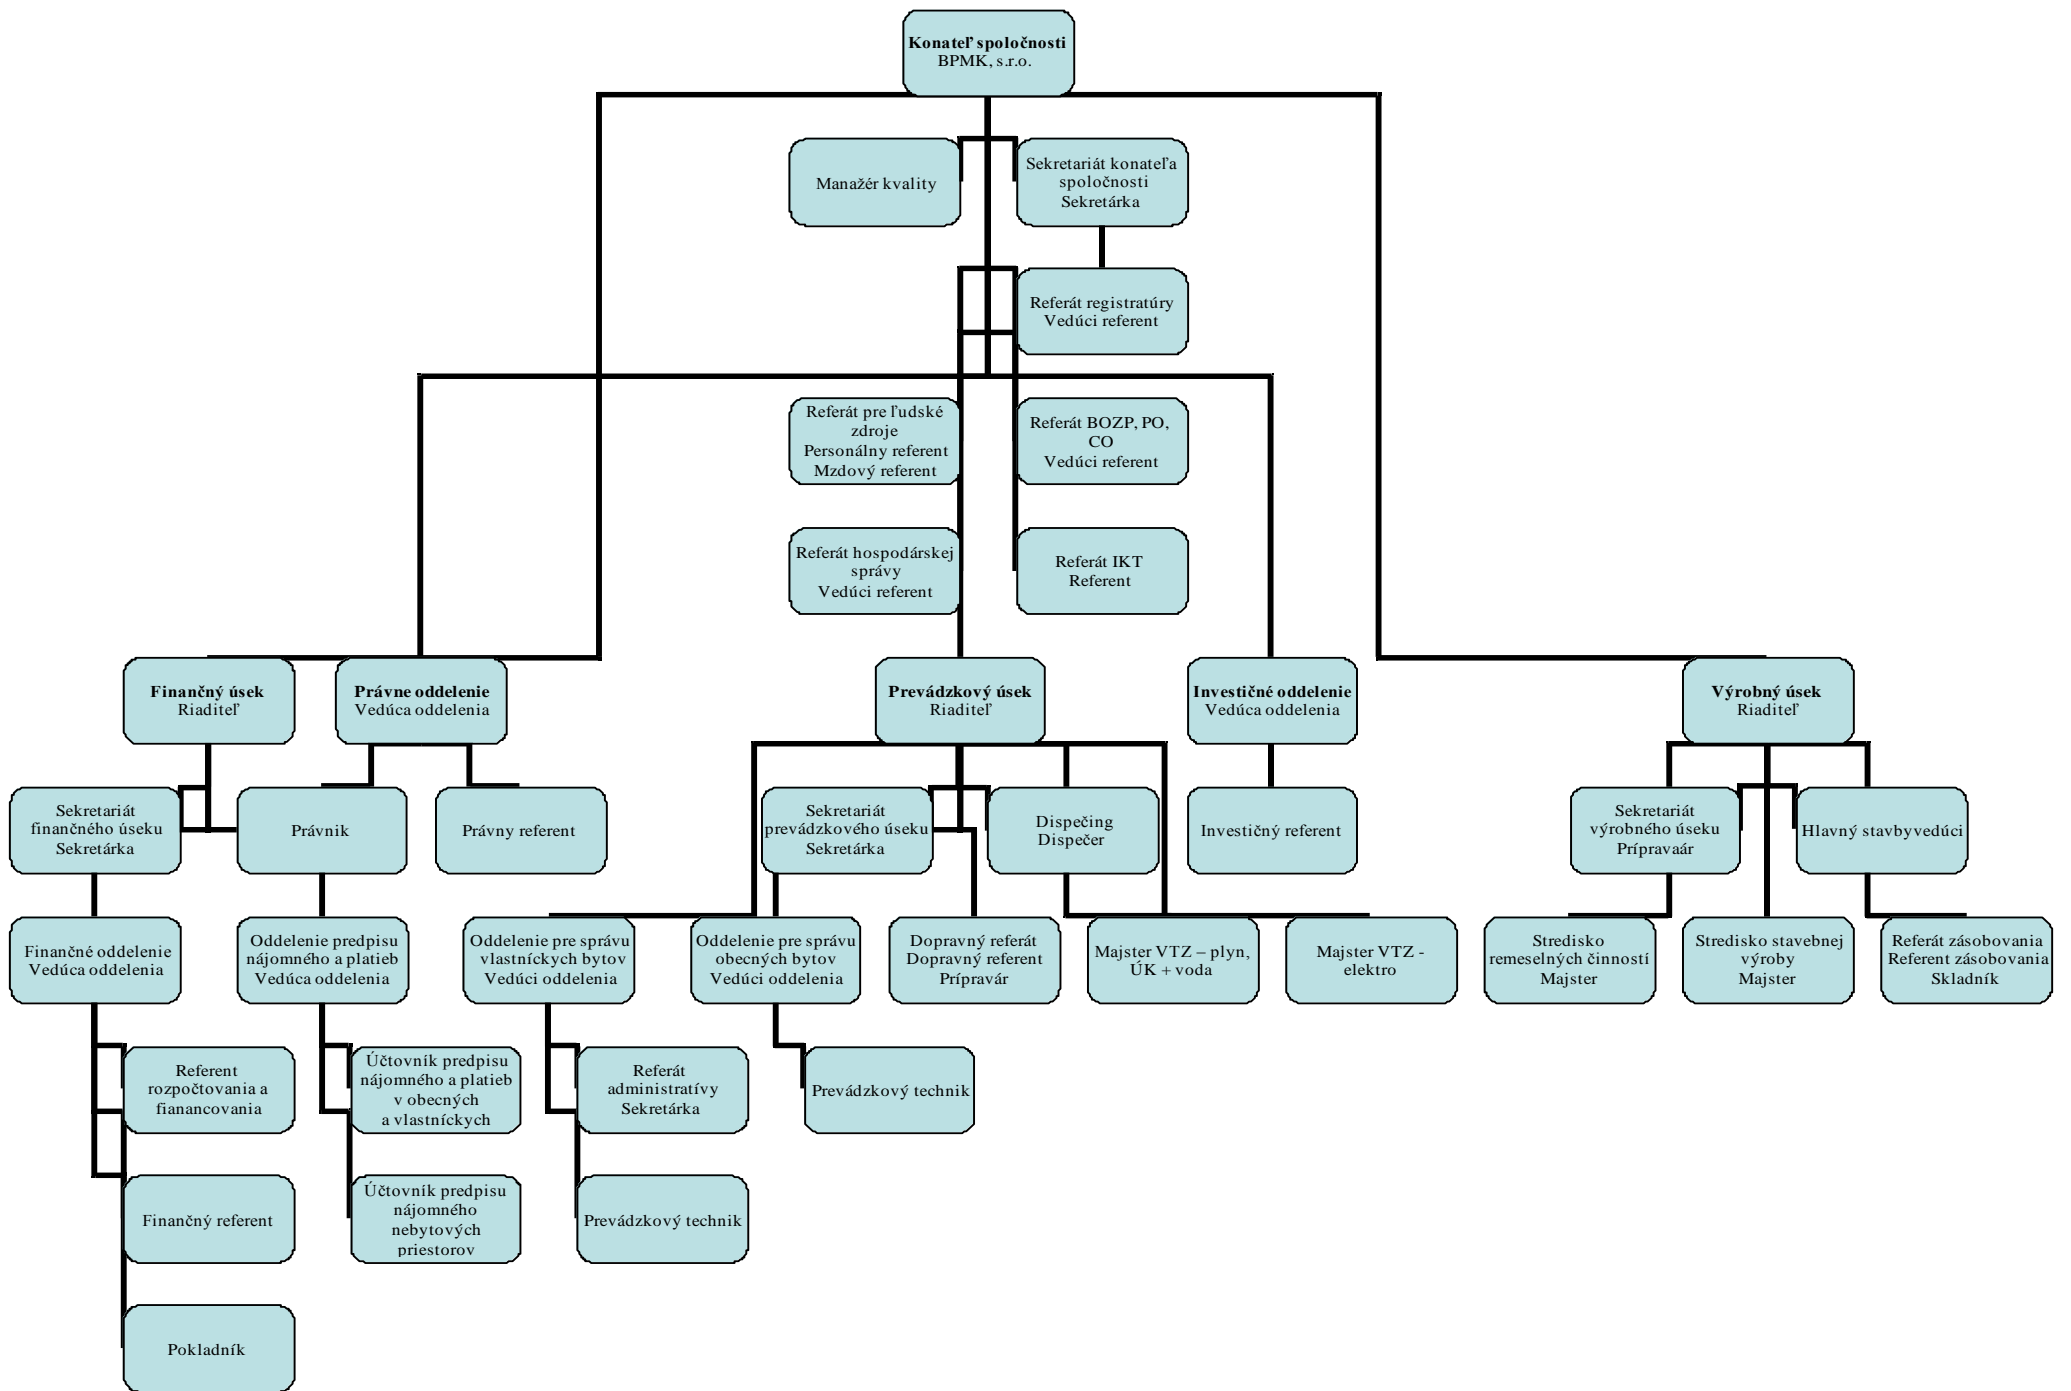 Konateľ spoločnosti
BPMK, s.r.o.
Manažér kvality
Sekretariát konateľa
spoločnosti
Sekretárka
Referát registratúry
Vedúci referent
Referát pre ľudské
zdroje
Personálny referent
Mzdový referent
Referát BOZP, PO,
CO
Vedúci referent
Referát hospodárskej
správy
Vedúci referent
Referát IKT
Referent
Finančný úsek
Riaditeľ
Právne oddelenie
Vedúca oddelenia
Prevádzkový úsek
Riaditeľ
Investičné oddelenie
Vedúca oddelenia
Výrobný úsek
Riaditeľ
Sekretariát
finančného úseku
Sekretárka
Právnik
Právny referent
Sekretariát
prevádzkového úseku
Sekretárka
Dispečing
Dispečer
Investičný referent
Sekretariát
výrobného úseku
Prípravaár
Hlavný stavbyvedúci
Finančné oddelenie
Vedúca oddelenia
Oddelenie predpisu
nájomného a platieb
Vedúca oddelenia
Oddelenie pre správu
vlastníckych bytov
Vedúci oddelenia
Oddelenie pre správu
obecných bytov
Vedúci oddelenia
Dopravný referát
Dopravný referent
Prípravár
Majster VTZ – plyn,
ÚK + voda
Majster VTZ -
elektro
Stredisko
remeselných činností
Majster
Stredisko stavebnej
výroby
Majster
Referát zásobovania
Referent zásobovania
Skladník
Referent
rozpočtovania a
fianancovania
Účtovník predpisu
nájomného a platieb
v obecných
a vlastníckych
Referát
administratívy
Sekretárka
Prevádzkový technik
Finančný referent
Účtovník predpisu
nájomného
nebytových
priestorov
Prevádzkový technik
Pokladník